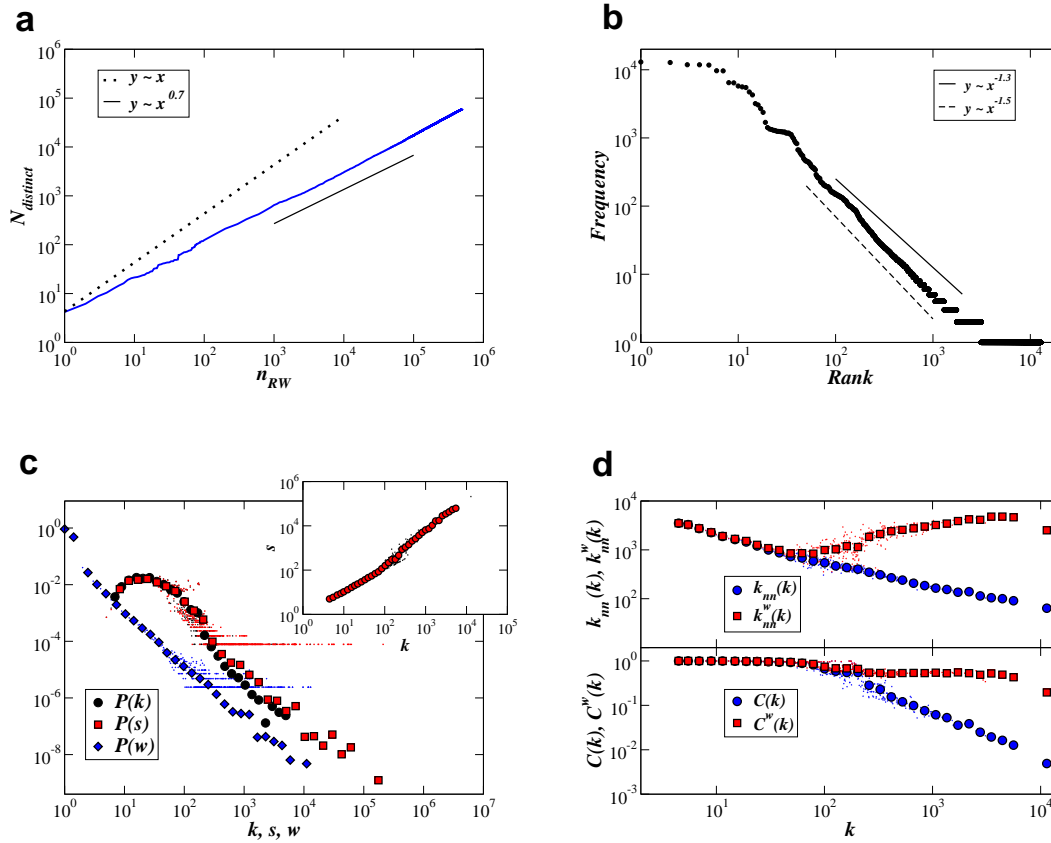 a
10^6
10^5
10^4
10^3
10^2
10^1
10^0
N_distinct
y ~ x
y ~ x^0.7
10^0 10^1 10^2 10^3 10^4 10^5 10^6
n_RW
b
10^4
10^3
10^2
10^1
10^0
Frequency
y ~ x^-1.3
y ~ x^-1.5
10^0 10^1 10^2 10^3 10^4
Rank
c
10^0
10^-2
10^-4
10^-6
10^-8
P(k)
P(s)
P(w)
10^0 10^1 10^2 10^3 10^4 10^5 10^6 10^7
k, s, w
10^6
10^4
10^2
10^0
s
10^0 10^1 10^2 10^3 10^4 10^5
k
d
10^4
10^3
10^2
k_nn(k), k^w_nn(k)
k_nn(k)
k^w_nn(k)
10^0
10^-1
10^-2
10^-3
C(k), C^w(k)
C(k)
C^w(k)
10^1 10^2 10^3 10^4
k